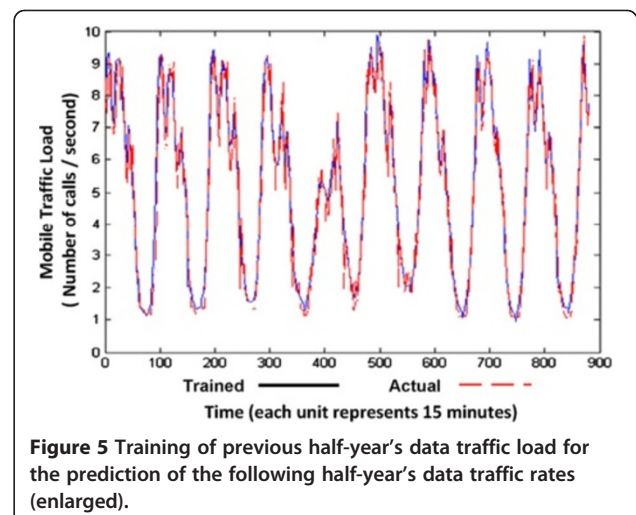 10
9
8
7
6
5
4
3
2
1
0
Mobile Traffic Load
( Number of calls / second)
0 100 200 300 400 500 600 700 800 900
Trained Actual
Time (each unit represents 15 minutes)
Figure 5 Training of previous half-year's data traffic load for
the prediction of the following half-year's data traffic rates
(enlarged).